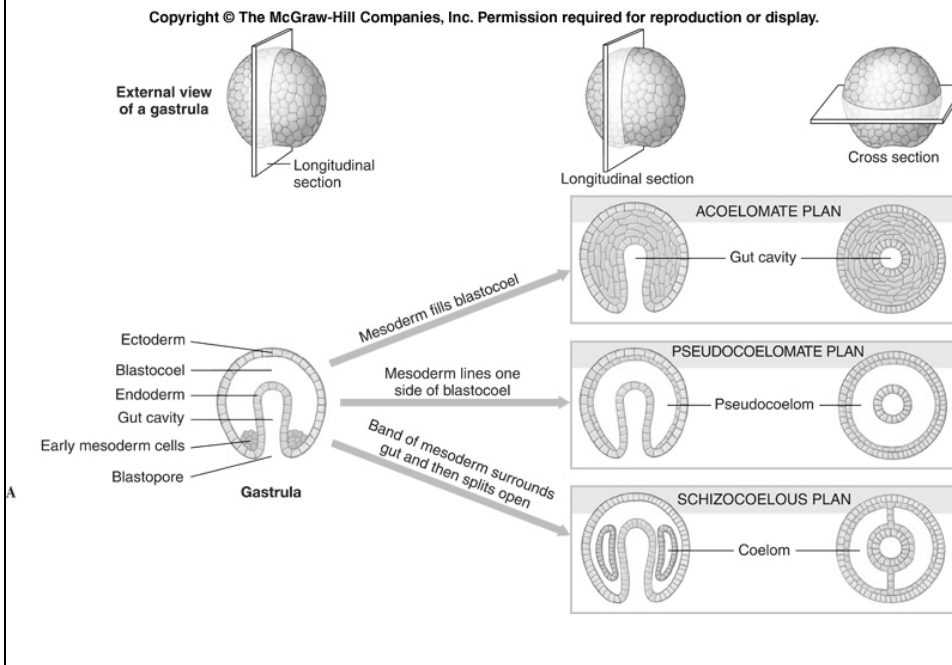 Copyright © The McGraw-Hill Companies, Inc. Permission required for reproduction or display.
External view
of a gastrula
Longitudinal
section
Longitudinal section
Cross section
ACOELOMATE PLAN
Gut cavity
Mesoderm fills blastocoel
Ectoderm
Blastocoel
Endoderm
Gut cavity
Early mesoderm cells
Blastopore
Gastrula
Mesoderm lines one
side of blastocoel
PSEUDOCOELOMATE PLAN
Pseudocoelom
Band of mesoderm surrounds
gut and then splits open
SCHIZOCOELOUS PLAN
Coelom
A